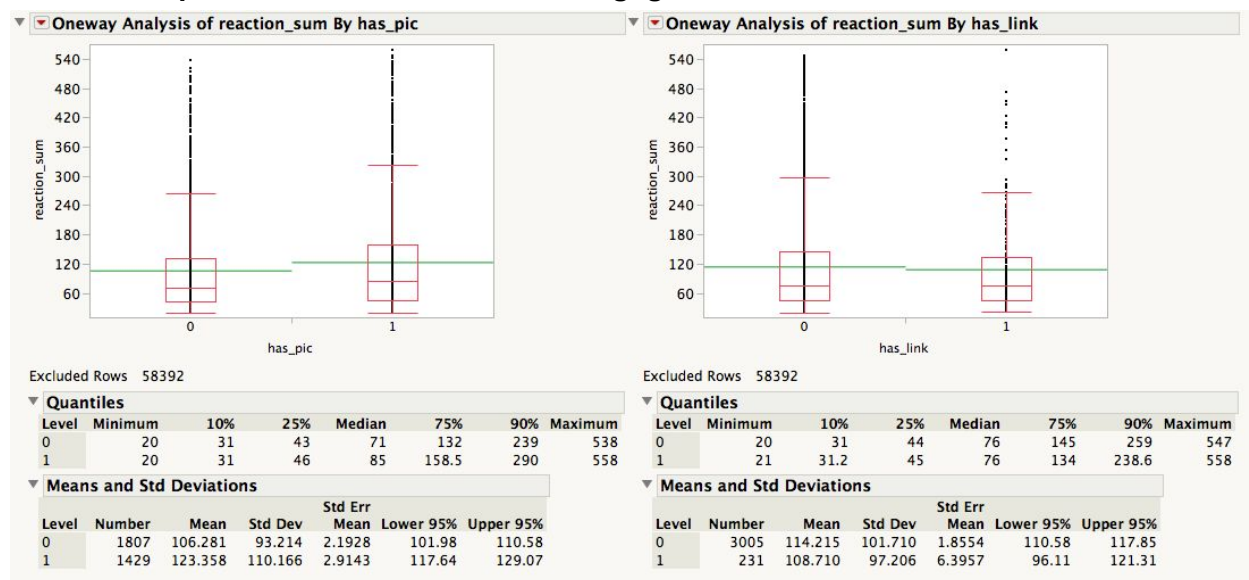 Oneway Analysis of reaction_sum By has_pic
540
480
420
360
300
240
180
120
60
reaction_sum
0 1
has_pic
Excluded Rows 58392
Quantiles
Level Minimum 10% 25% Median 75% 90% Maximum
0 20 31 43 71 132 239 538
1 20 31 46 85 158.5 290 558
Means and Std Deviations
Std Err
Level Number Mean Std Dev Mean Lower 95% Upper 95%
0 1807 106.281 93.214 2.1928 101.98 110.58
1 1429 123.358 110.166 2.9143 117.64 129.07
Oneway Analysis of reaction_sum By has_link
540
480
420
360
300
240
180
120
60
reaction_sum
0 1
has_link
Excluded Rows 58392
Quantiles
Level Minimum 10% 25% Median 75% 90% Maximum
0 20 31 44 76 145 259 547
1 21 31.2 45 76 134 238.6 558
Means and Std Deviations
Std Err
Level Number Mean Std Dev Mean Lower 95% Upper 95%
0 3005 114.215 101.710 1.8554 110.58 117.85
1 231 108.710 97.206 6.3957 96.11 121.31